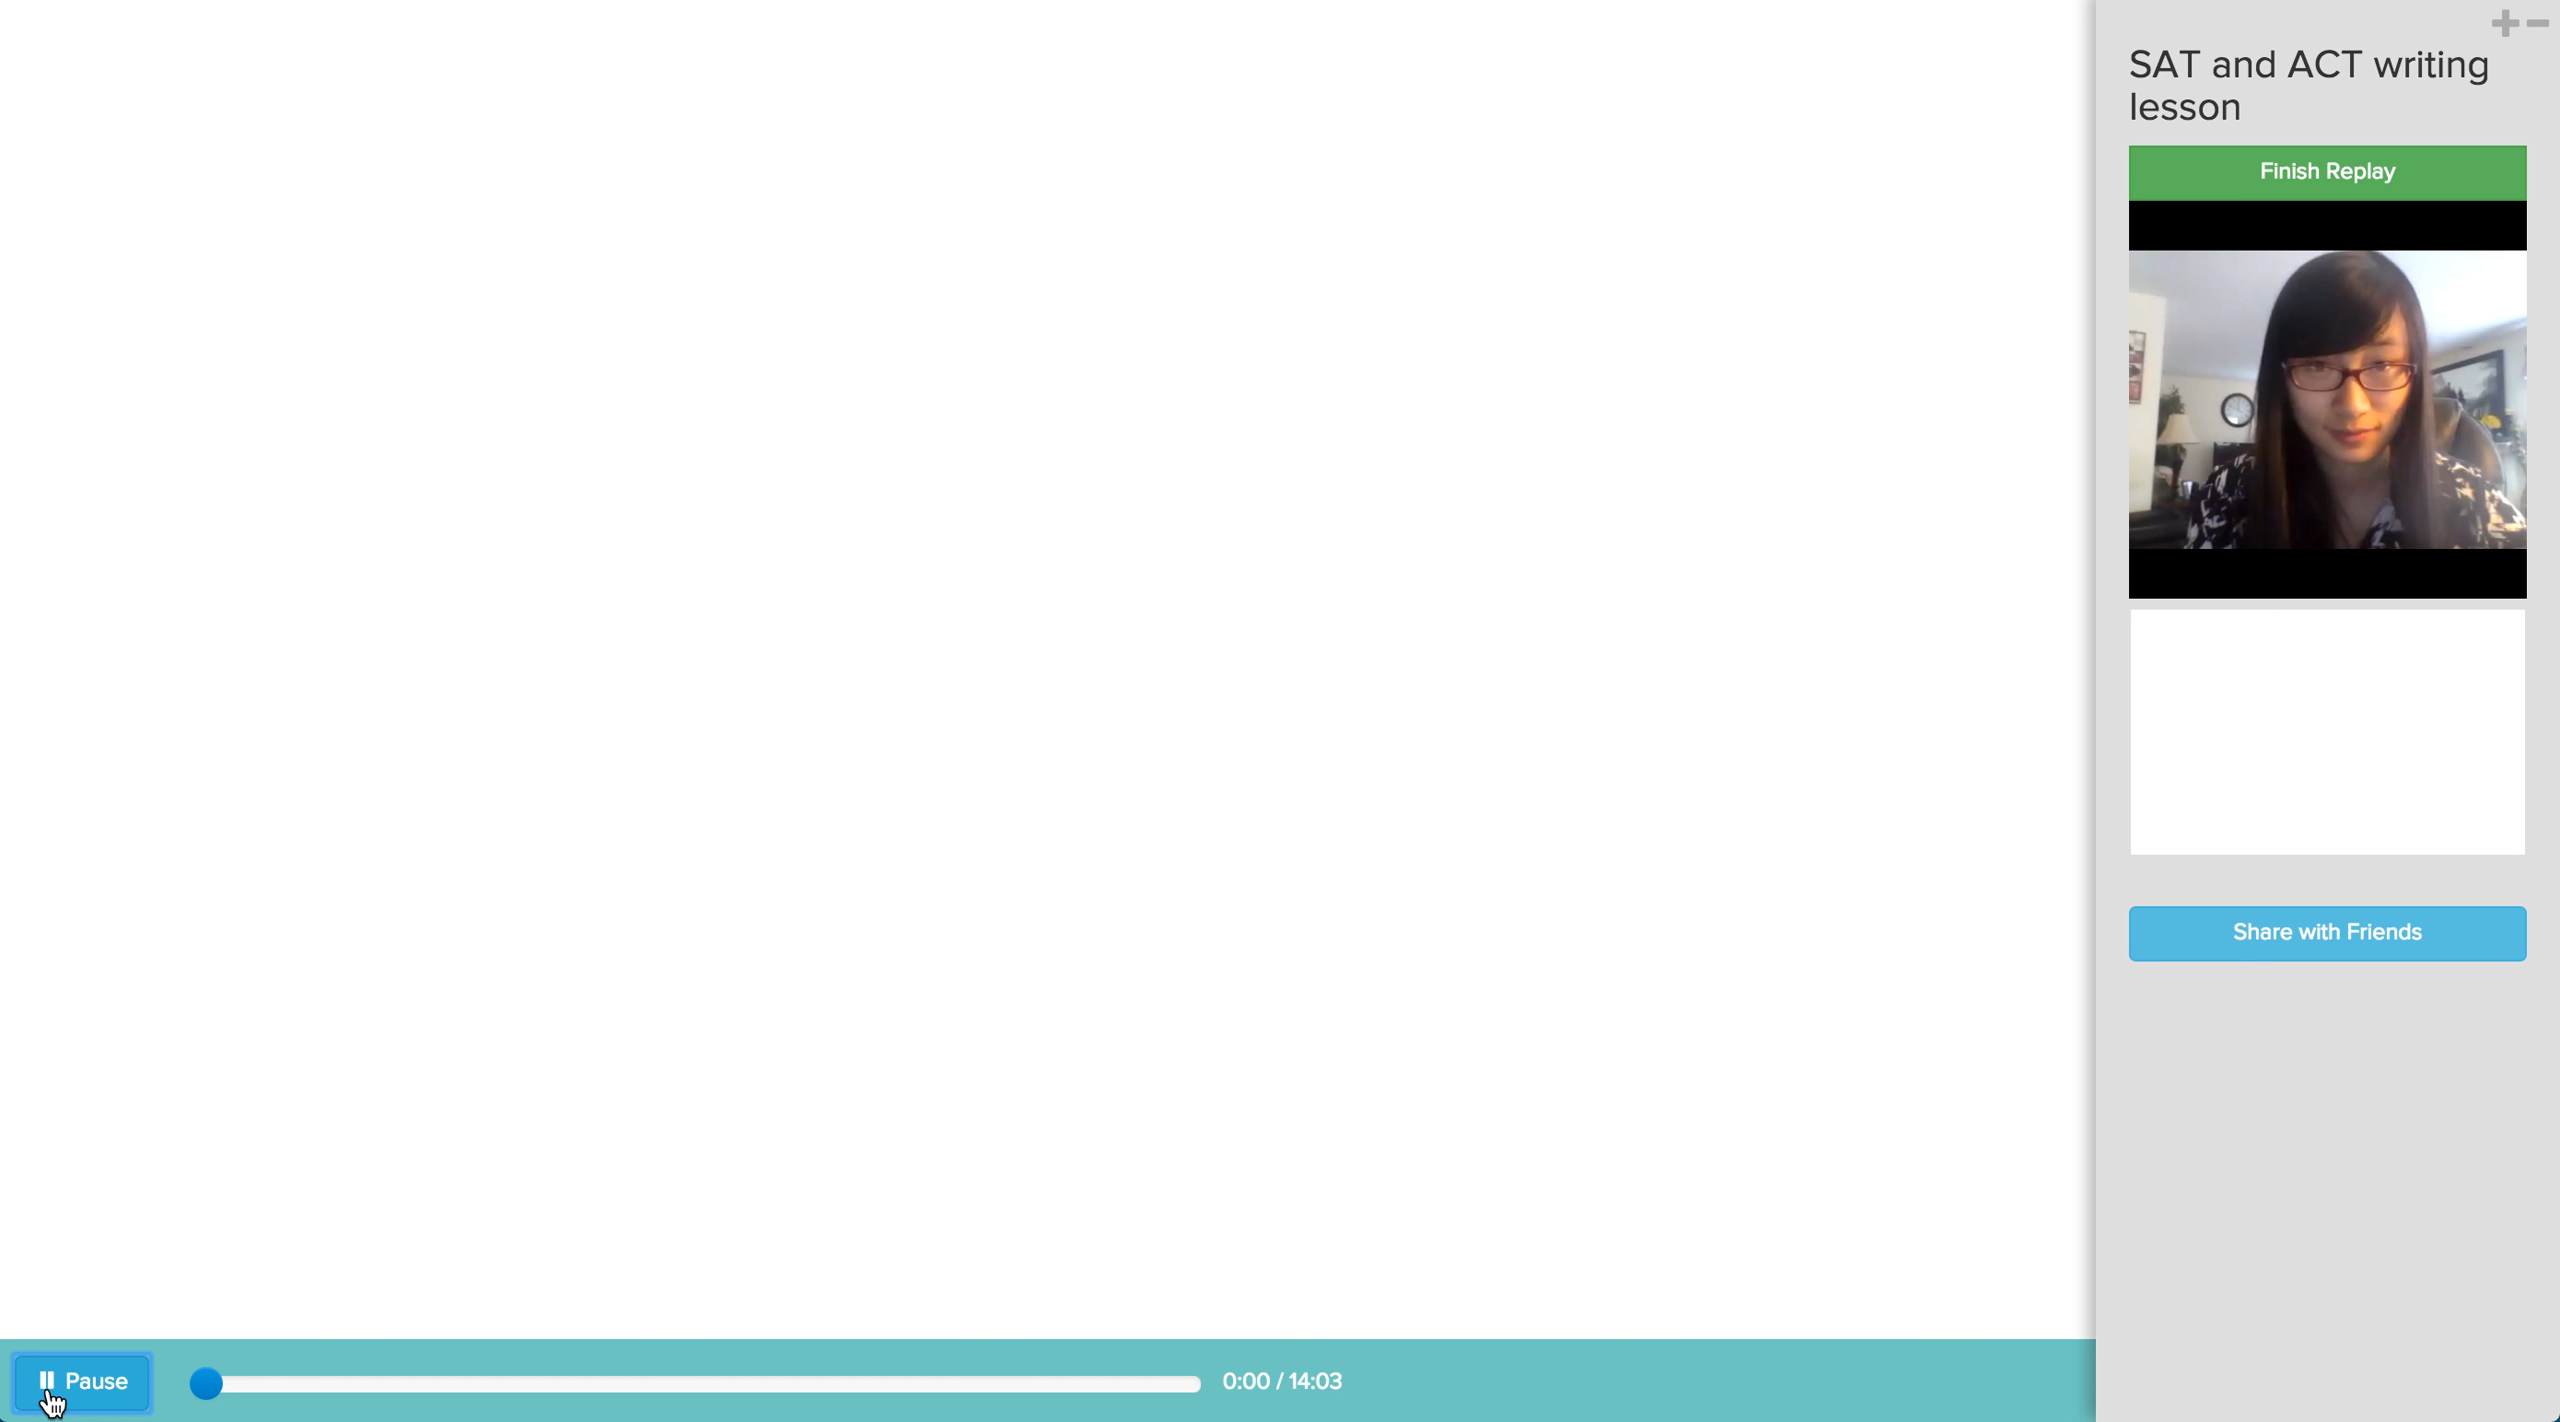 SAT and ACT writing
lesson
Finish Replay
Share with Friends
Pause
0:00 / 14:03